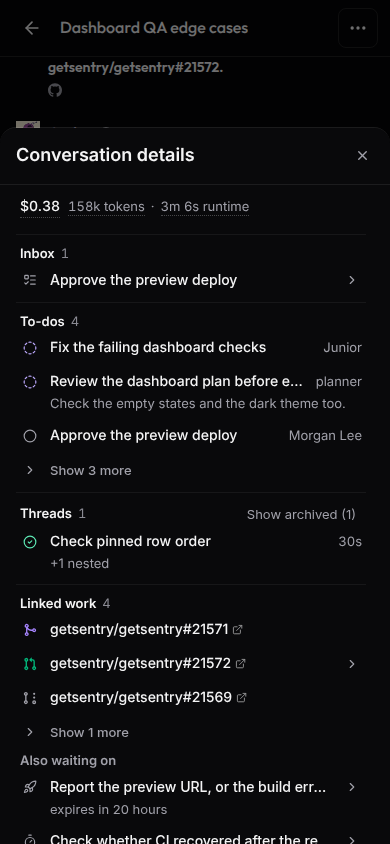 Dashboard QA edge cases
getsentry/getsentry#21572.
Conversation details
$0.38 158k tokens · 3m 6s runtime
Inbox 1
Approve the preview deploy
To-dos 4
Fix the failing dashboard checks Junior
Review the dashboard plan before e... planner
Check the empty states and the dark theme too.
Approve the preview deploy Morgan Lee
Show 3 more
Threads 1 Show archived (1)
Check pinned row order 30s
+1 nested
Linked work 4
getsentry/getsentry#21571
getsentry/getsentry#21572
getsentry/getsentry#21569
Show 1 more
Also waiting on
Report the preview URL, or the build err...
expires in 20 hours
Check whether CI recovered after the re...